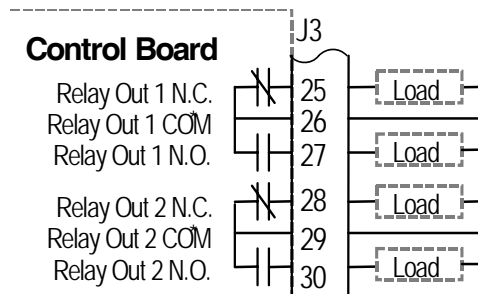 J3
Control Board
Relay Out 1 N.C. 25 Load
Relay Out 1 COM 26
Relay Out 1 N.O. 27 Load
Relay Out 2 N.C. 28 Load
Relay Out 2 COM 29
Relay Out 2 N.O. 30 Load